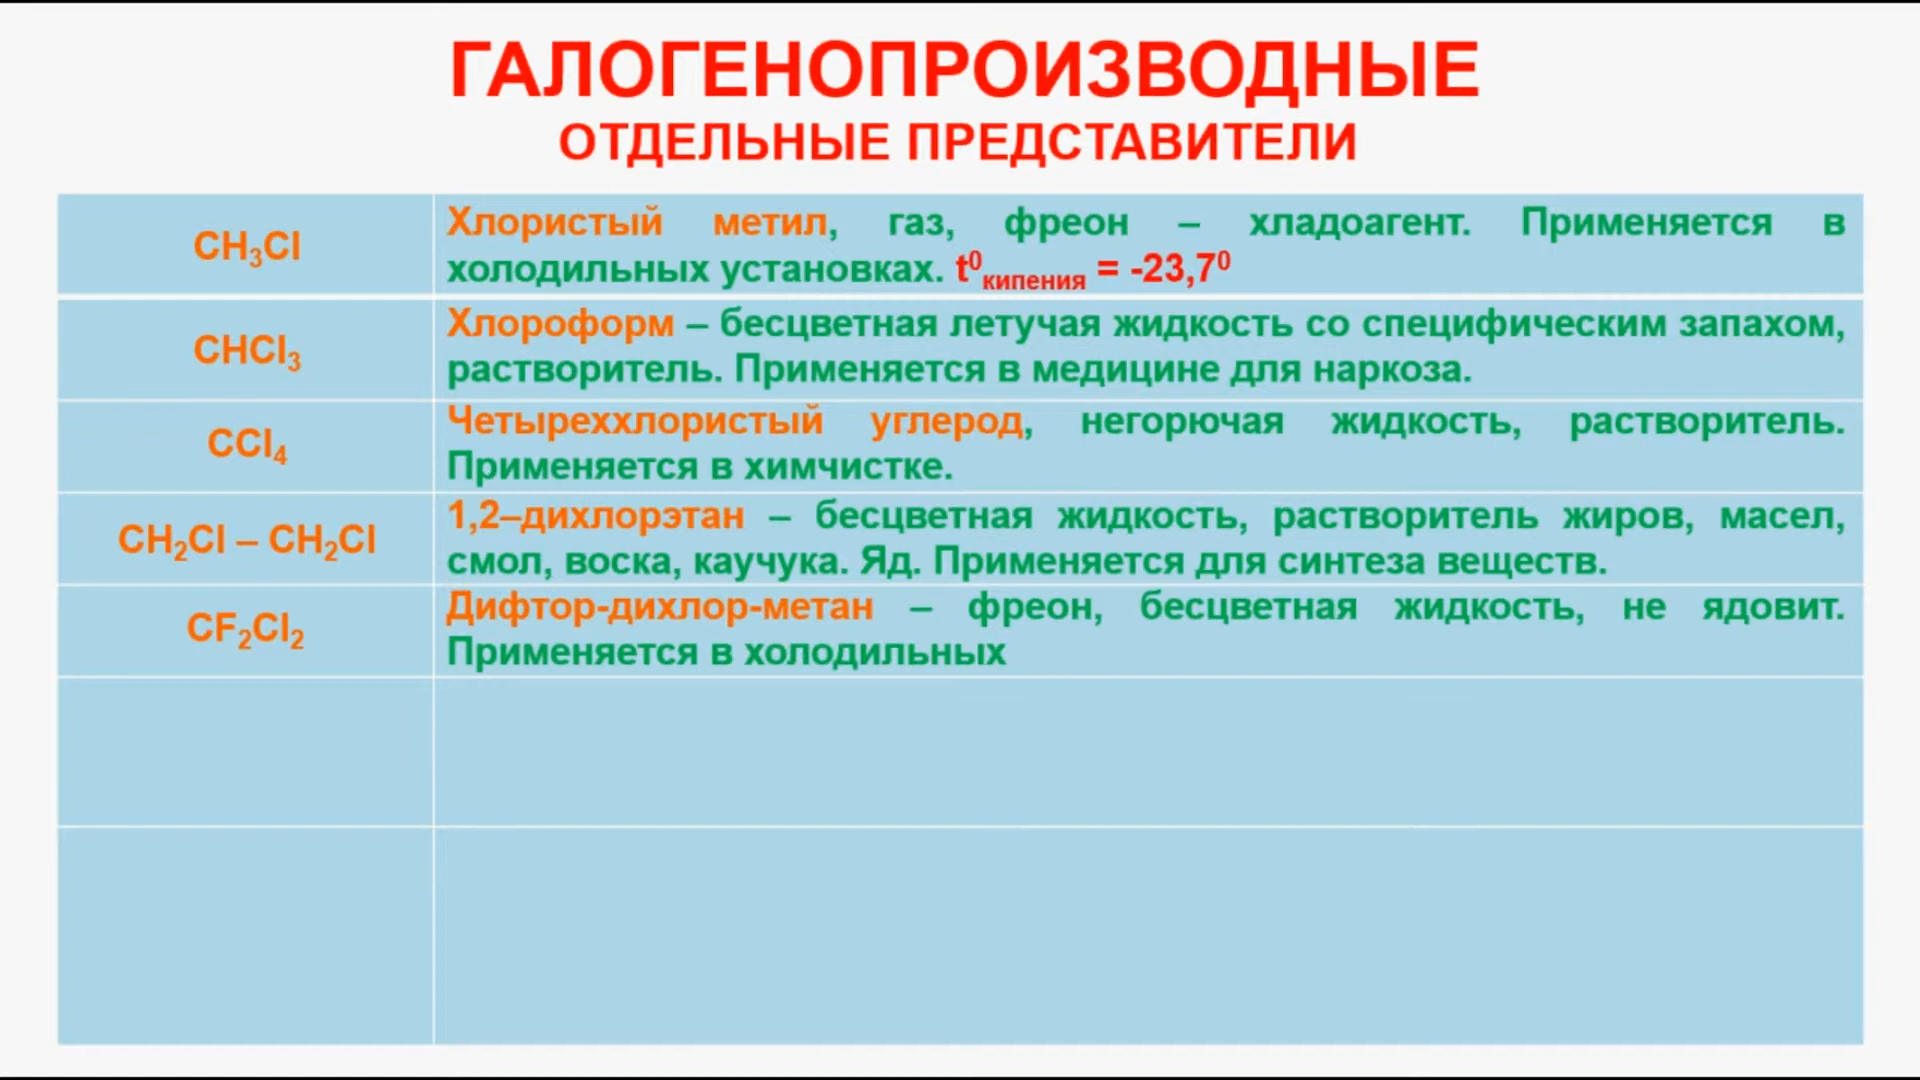 ГАЛОГЕНОПРОИЗВОДНЫЕ
ОТДЕЛЬНЫЕ ПРЕДСТАВИТЕЛИ
CH₃Cl
Хлористый метил, газ, фреон – хладоагент. Применяется в
холодильных установках. t⁰кипения = -23,7⁰
CHCl₃
Хлороформ – бесцветная летучая жидкость со специфическим запахом,
растворитель. Применяется в медицине для наркоза.
CCl₄
Четыреххлористый углерод, негорючая жидкость, растворитель.
Применяется в химчистке.
CH₂Cl – CH₂Cl
1,2–дихлорэтан – бесцветная жидкость, растворитель жиров, масел,
смол, воска, каучука. Яд. Применяется для синтеза веществ.
CF₂Cl₂
Дифтор-дихлор-метан – фреон, бесцветная жидкость, не ядовит.
Применяется в холодильных